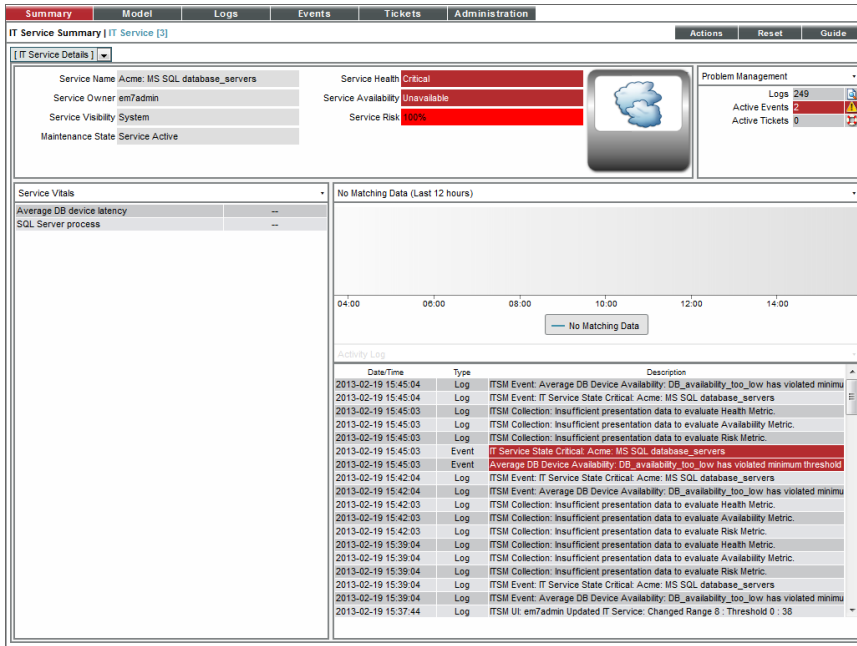 Summary Model Logs Events Tickets Administration
IT Service Summary | IT Service [3] Actions Reset Guide
[ IT Service Details ]
Service Name Acme: MS SQL database_servers
Service Owner em7admin
Service Visibility System
Maintenance State Service Active
Service Health Critical
Service Availability Unavailable
Service Risk 100%
Problem Management
Logs 249
Active Events 2
Active Tickets 0
Service Vitals
Average DB device latency --
SQL Server process --
No Matching Data (Last 12 hours)
04:00 06:00 08:00 10:00 12:00 14:00
No Matching Data
Activity Log
Date/Time Type Description
2013-02-19 15:45:04 Log ITSM Event: Average DB Device Availability: DB_availability_too_low has violated minimu
2013-02-19 15:45:04 Log ITSM Event: IT Service State Critical: Acme: MS SQL database_servers
2013-02-19 15:45:03 Log ITSM Collection: Insufficient presentation data to evaluate Health Metric.
2013-02-19 15:45:03 Log ITSM Collection: Insufficient presentation data to evaluate Availability Metric.
2013-02-19 15:45:03 Log ITSM Collection: Insufficient presentation data to evaluate Risk Metric.
2013-02-19 15:45:03 Event IT Service State Critical: Acme: MS SQL database_servers
2013-02-19 15:45:03 Event Average DB Device Availability: DB_availability_too_low has violated minimum threshold
2013-02-19 15:42:04 Log ITSM Event: IT Service State Critical: Acme: MS SQL database_servers
2013-02-19 15:42:04 Log ITSM Event: Average DB Device Availability: DB_availability_too_low has violated minimu
2013-02-19 15:42:03 Log ITSM Collection: Insufficient presentation data to evaluate Health Metric.
2013-02-19 15:42:03 Log ITSM Collection: Insufficient presentation data to evaluate Availability Metric.
2013-02-19 15:42:03 Log ITSM Collection: Insufficient presentation data to evaluate Risk Metric.
2013-02-19 15:39:04 Log ITSM Collection: Insufficient presentation data to evaluate Health Metric.
2013-02-19 15:39:04 Log ITSM Collection: Insufficient presentation data to evaluate Availability Metric.
2013-02-19 15:39:04 Log ITSM Collection: Insufficient presentation data to evaluate Risk Metric.
2013-02-19 15:39:04 Log ITSM Event: IT Service State Critical: Acme: MS SQL database_servers
2013-02-19 15:39:04 Log ITSM Event: Average DB Device Availability: DB_availability_too_low has violated minimu
2013-02-19 15:37:44 Log ITSM UI: em7admin Updated IT Service: Changed Range 8 : Threshold 0 : 38